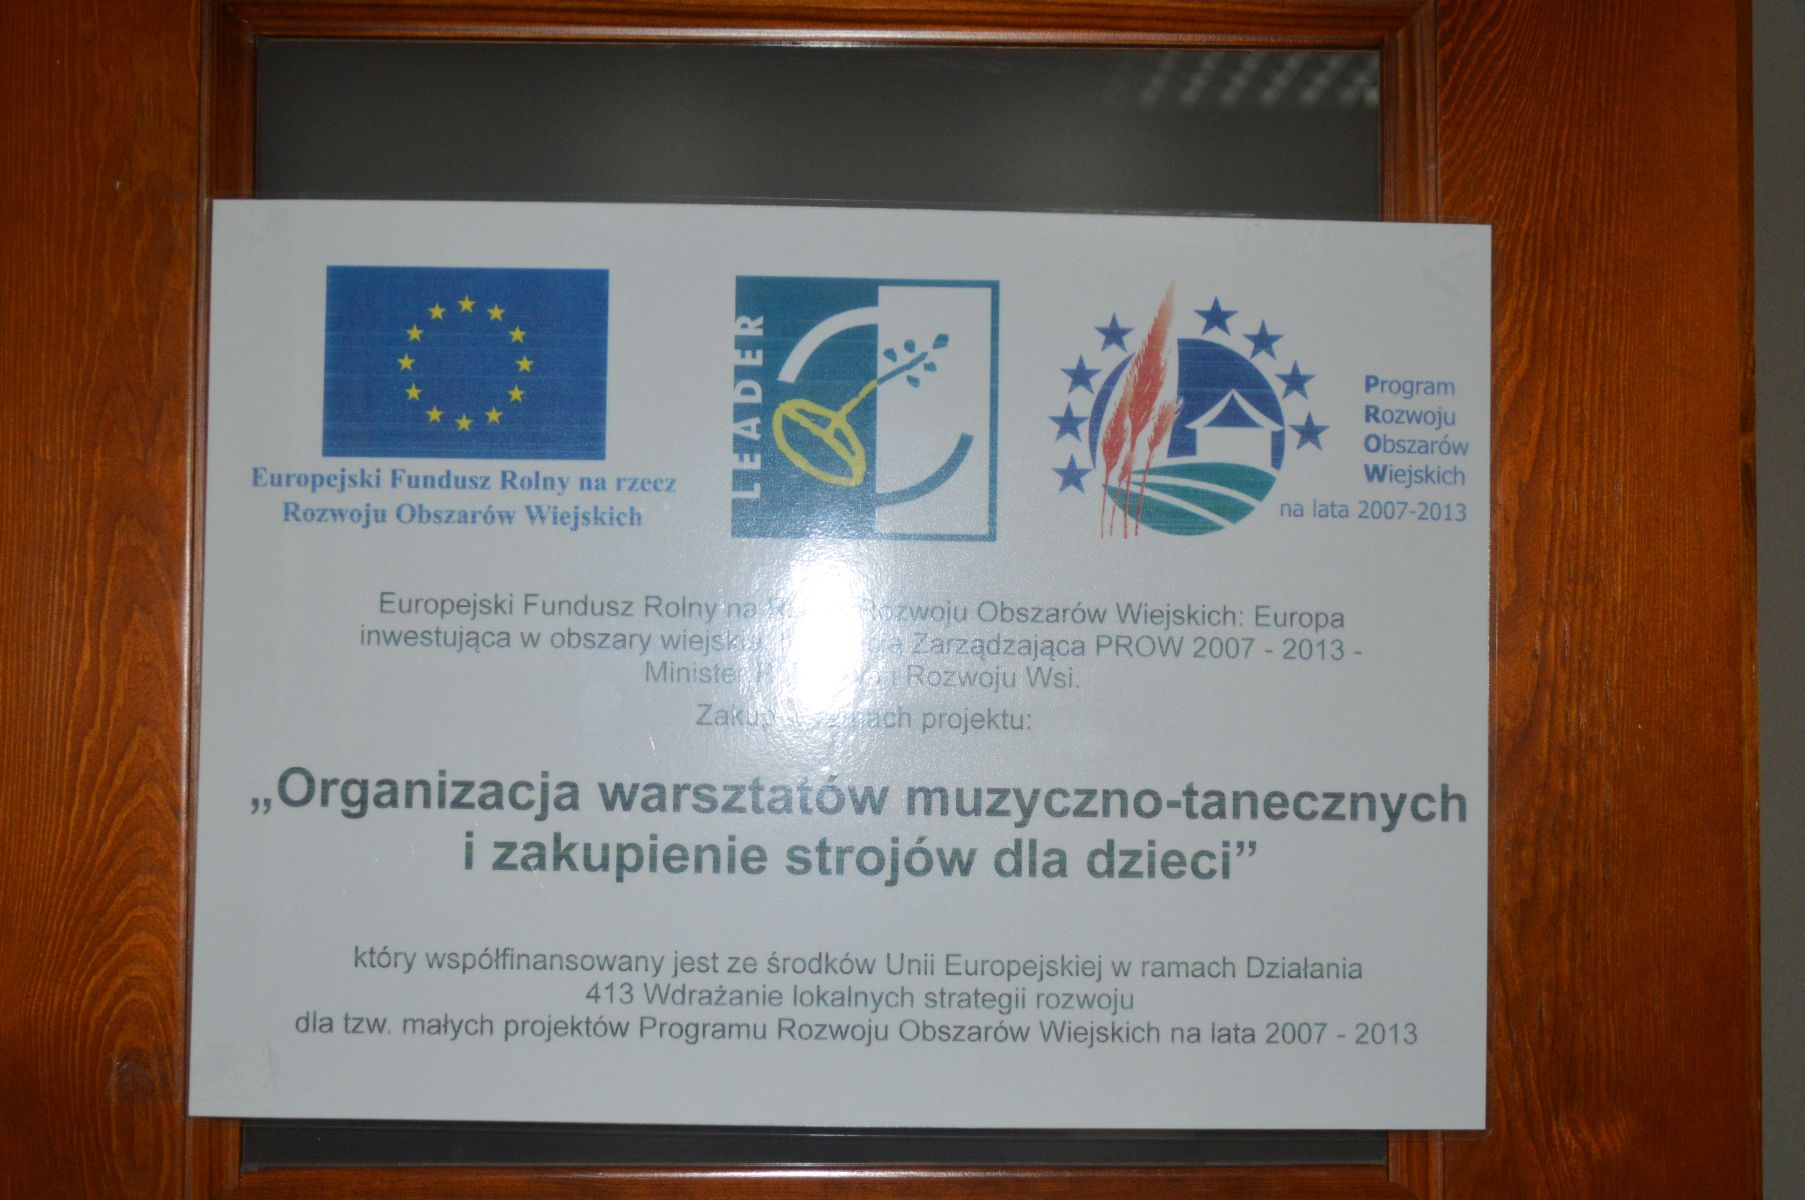 Europejski Fundusz Rolny na rzecz
Rozwoju Obszarów Wiejskich
LEADER
Program
Rozwoju
Obszarów
Wiejskich
na lata 2007-2013
Europejski Fundusz Rolny na Rozwoju Obszarów Wiejskich: Europa
inwestująca w obszary Zarządzająca PROW 2007 - 2013 -
Rozwoju Wsi.
projektu:
„Organizacja warsztatów muzyczno-tanecznych
i zakupienie strojów dla dzieci”
który współfinansowany jest ze środków Unii Europejskiej w ramach Działania
413 Wdrażanie lokalnych strategii rozwoju
dla tzw. małych projektów Programu Rozwoju Obszarów Wiejskich na lata 2007 - 2013